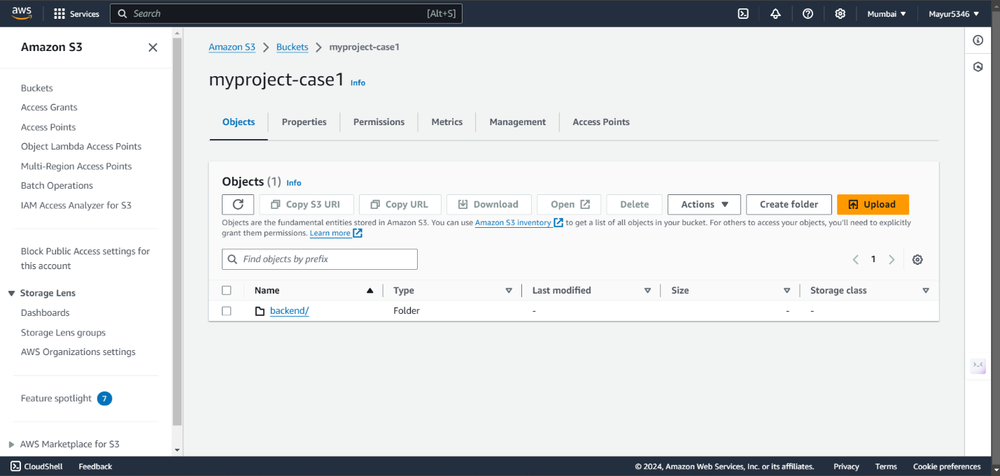 aws
Services
Search [Alt+S]
Mumbai
Mayur5346
Amazon S3
Buckets
Access Grants
Access Points
Object Lambda Access Points
Multi-Region Access Points
Batch Operations
IAM Access Analyzer for S3
Block Public Access settings for
this account
Storage Lens
Dashboards
Storage Lens groups
AWS Organizations settings
Feature spotlight 7
AWS Marketplace for S3
Amazon S3 Buckets myproject-case1
myproject-case1 Info
Objects Properties Permissions Metrics Management Access Points
Objects (1) Info
Copy S3 URI Copy URL Download Open Delete Actions Create folder Upload
Objects are the fundamental entities stored in Amazon S3. You can use Amazon S3 inventory to get a list of all objects in your bucket. For others to access your objects, you'll need to explicitly
grant them permissions. Learn more
Find objects by prefix
1
Name Type Last modified Size Storage class
backend/ Folder - - -
CloudShell Feedback © 2024, Amazon Web Services, Inc. or its affiliates. Privacy Terms Cookie preferences